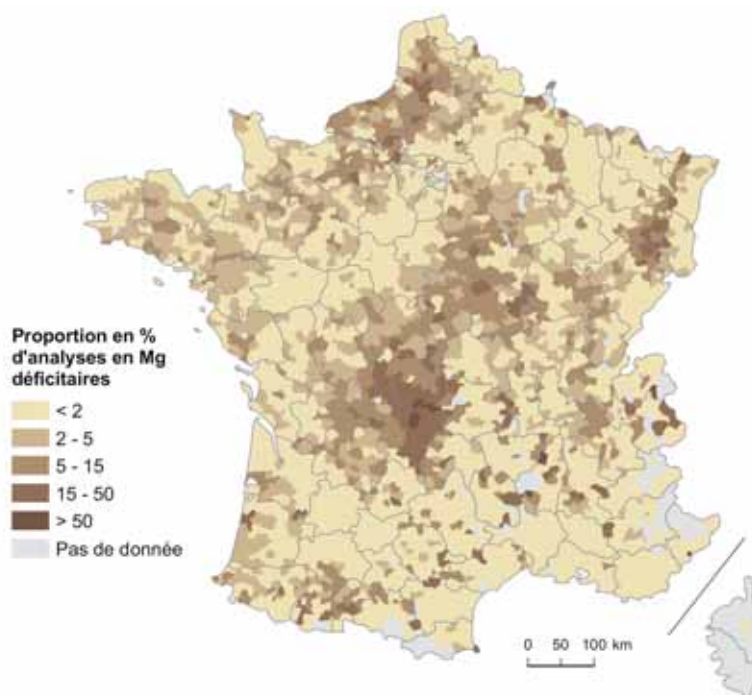 Proportion en %
d'analyses en Mg
déficitaires
< 2
2 - 5
5 - 15
15 - 50
> 50
Pas de donnée
0 50 100 km